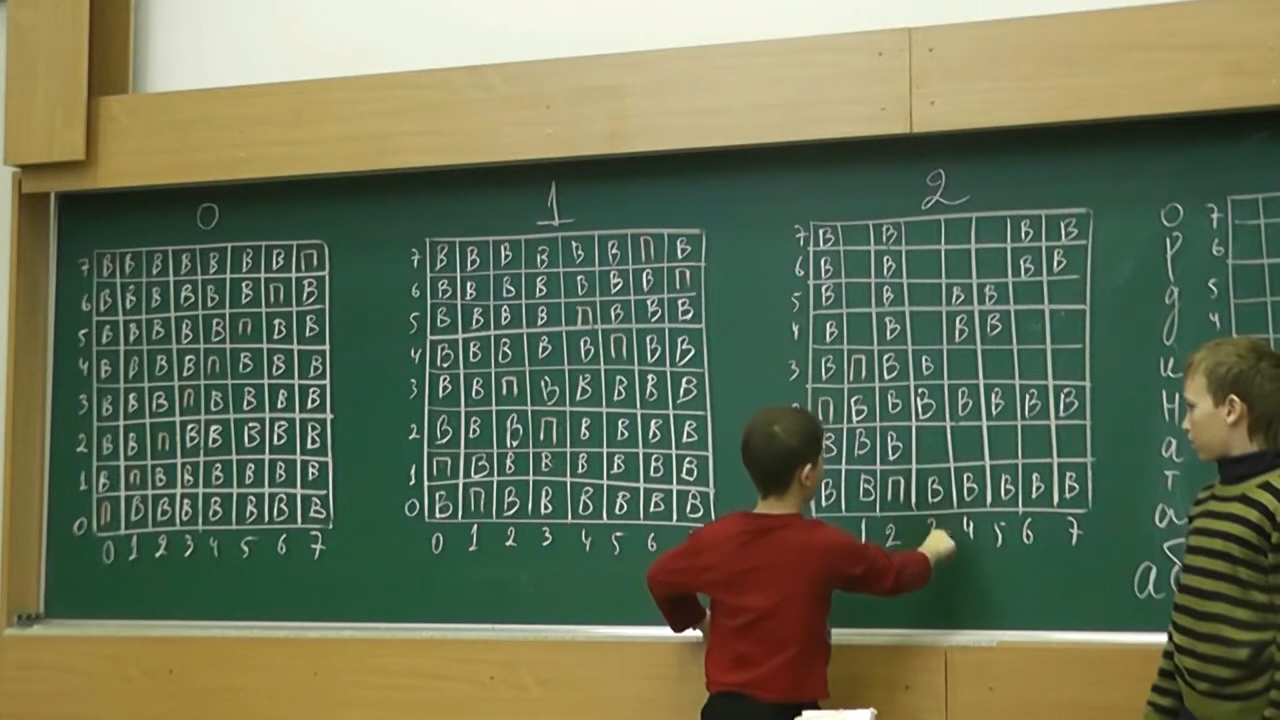 0
7 В В В В В В В П
6 В В В В В В П В
5 В В В В В П В В
4 В В В В П В В В
3 В В В П В В В В
2 В В П В В В В В
1 В П В В В В В В
0 П В В В В В В В
0 1 2 3 4 5 6 7
1
7 В В В В В В П В
6 В В В В В В В П
5 В В В В П В В В
4 В В В В В П В В
3 В В П В В В В В
2 В В В П В В В В
1 П В В В В В В В
0 В П В В В В В В
0 1 2 3 4 5 6
2
7 В В В В
6 В В В В
5 В В В В
4 В В В В
3 В П В В
П В В В В В В В
В В В
В В П В В В В В
1 2 3 4 5 6 7
О
р
д
и
н
а
т
а
7
6
5
4